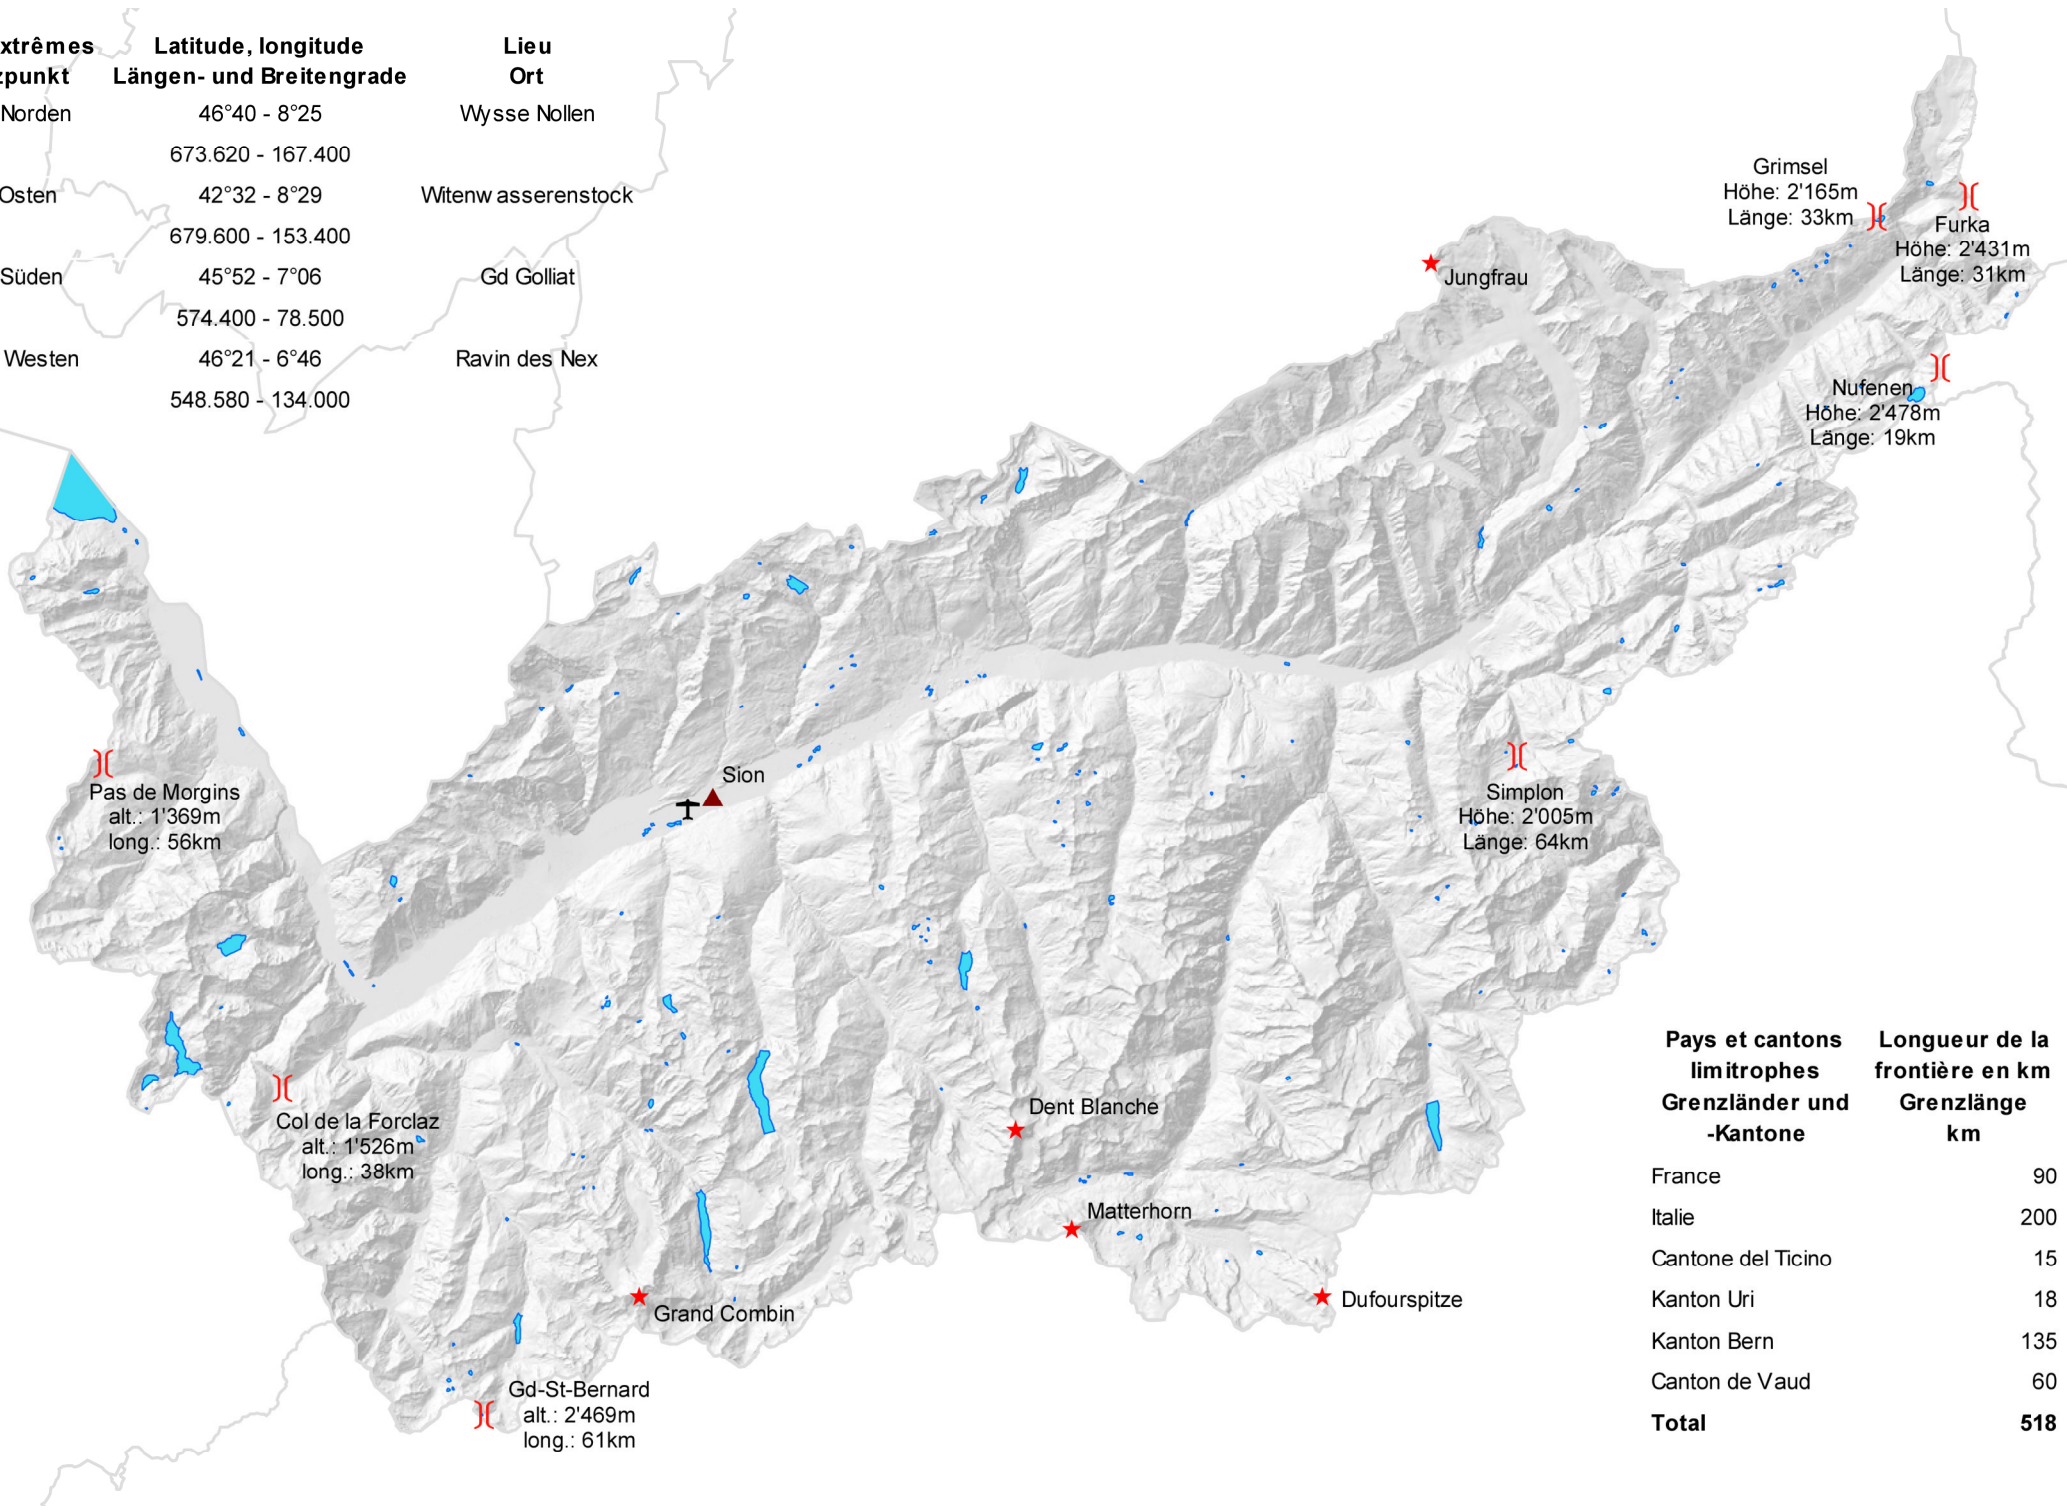 xtrêmes Latitude, longitude Lieu
zpunkt Längen- und Breitengrade Ort
Norden 46°40 - 8°25 Wysse Nollen
673.620 - 167.400
Osten 42°32 - 8°29 Witenwasserenstock
679.600 - 153.400
Süden 45°52 - 7°06 Gd Golliat
574.400 - 78.500
Westen 46°21 - 6°46 Ravin des Nex
548.580 - 134.000
Grimsel
Höhe: 2'165m
Länge: 33km
Furka
Höhe: 2'431m
Länge: 31km
Jungfrau
Nufenen
Höhe: 2'478m
Länge: 19km
Sion
Pas de Morgins
alt.: 1'369m
long.: 56km
Simplon
Höhe: 2'005m
Länge: 64km
Col de la Forclaz
alt.: 1'526m
long.: 38km
Dent Blanche
Matterhorn
Dufourspitze
Grand Combin
Gd-St-Bernard
alt.: 2'469m
long.: 61km
Pays et cantons Longueur de la
limitrophes frontière en km
Grenzländer und Grenzlänge
-Kantone km
France 90
Italie 200
Cantone del Ticino 15
Kanton Uri 18
Kanton Bern 135
Canton de Vaud 60
Total 518